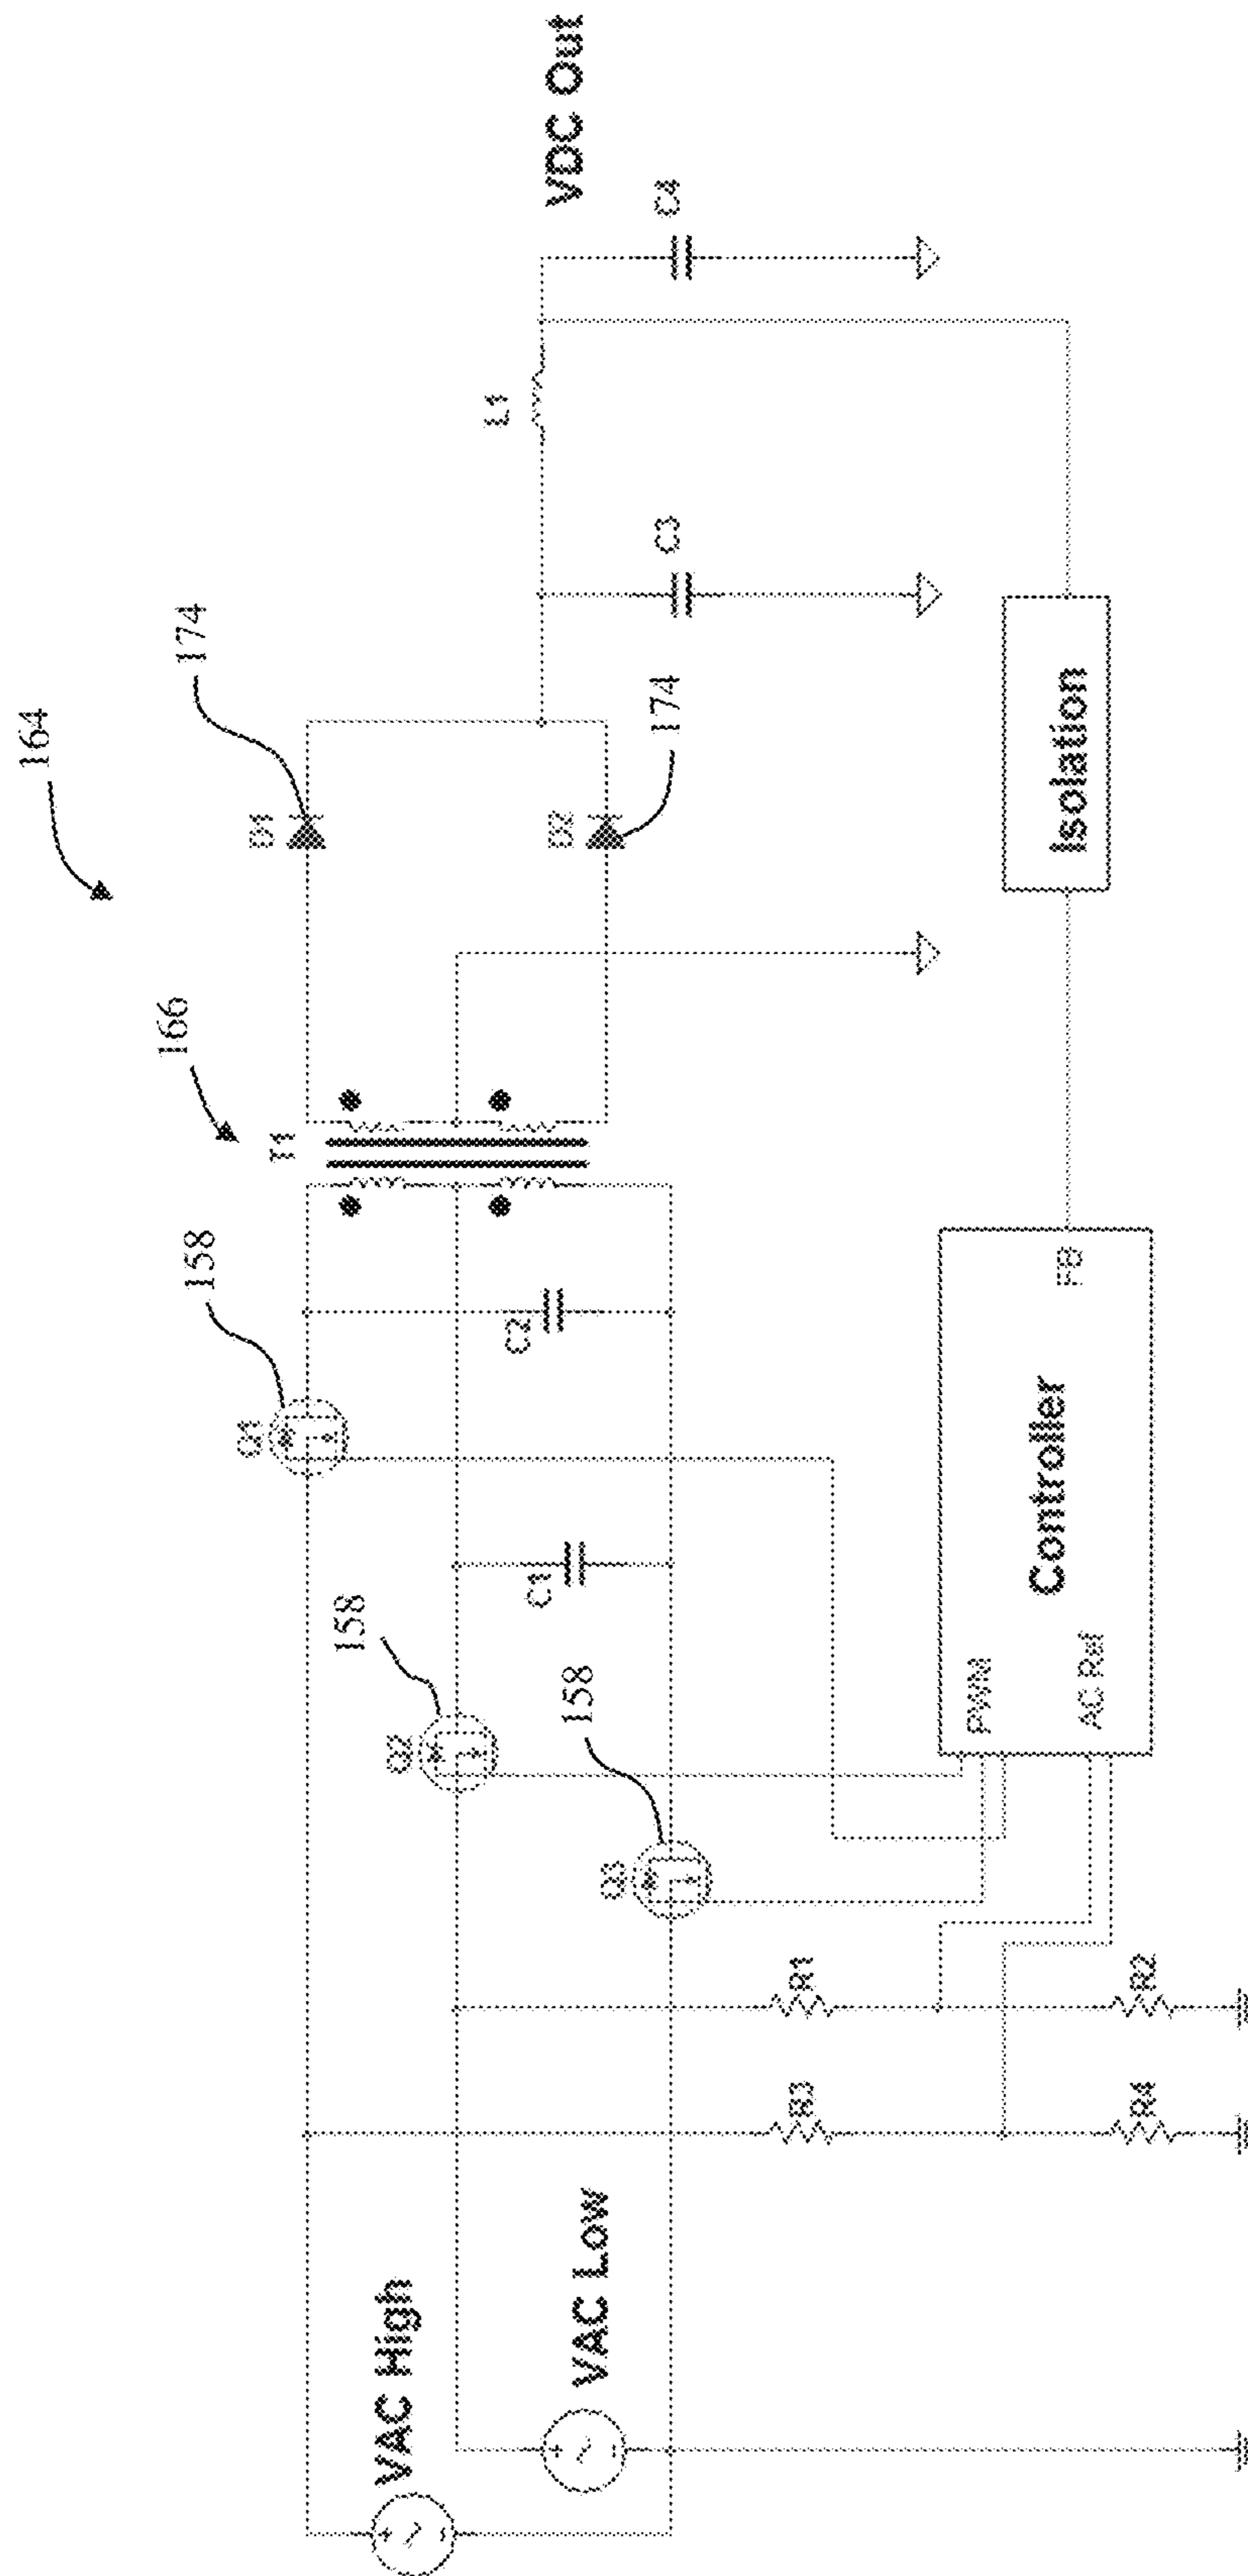 164
166
174
174
158
158
158
T1
D1
D2
L1
VDC Out
C3
C4
Q1
Q2
Q3
C1
C2
VAC High
VAC Low
R3
R1
R4
R2
PWM
AC Ref
Controller
FB
Isolation